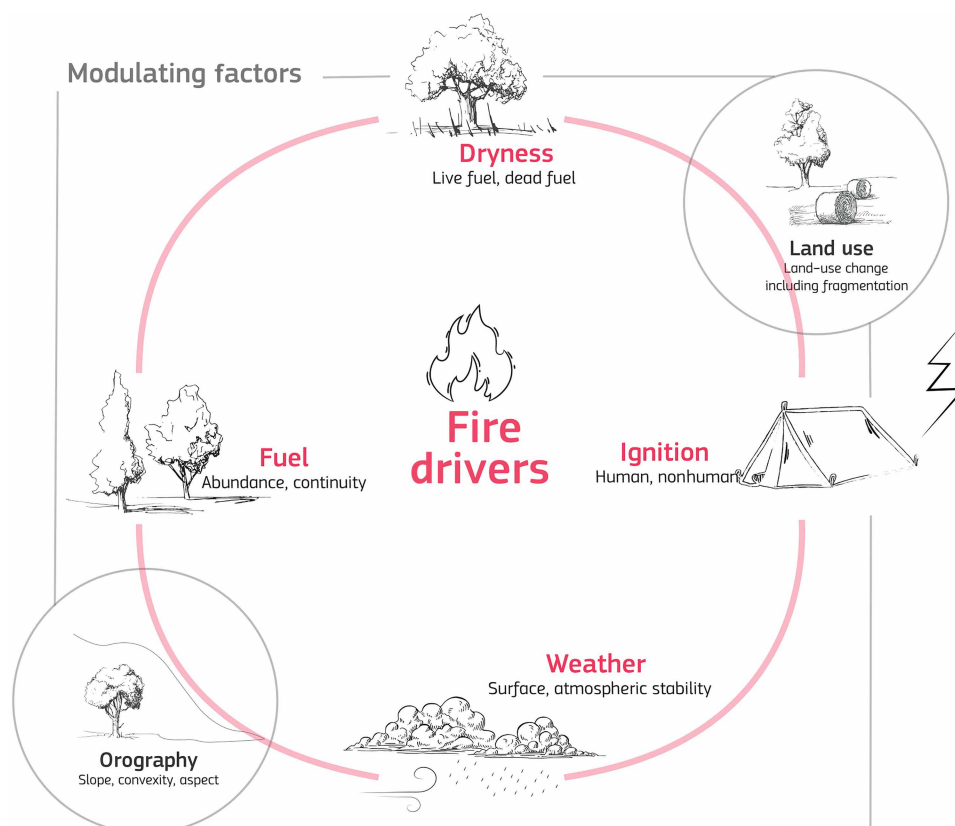 Modulating factors
Dryness
Live fuel, dead fuel
Land use
Land-use change
including fragmentation
Fire
drivers
Fuel
Abundance, continuity
Ignition
Human, nonhuman
Weather
Surface, atmospheric stability
Orography
Slope, convexity, aspect